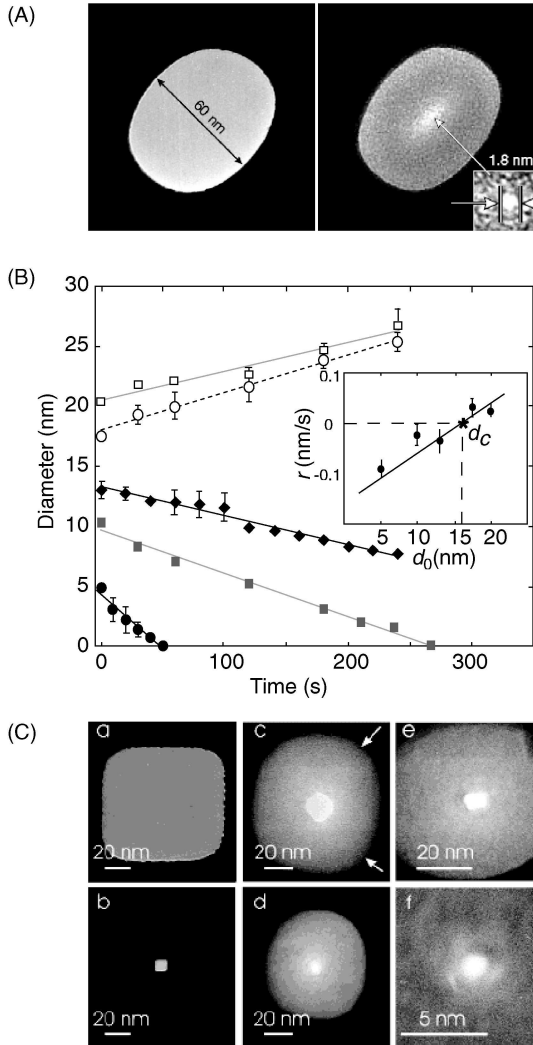 (A)
60 nm
1.8 nm
(B)
30
25
20
15
10
5
0
Diameter (nm)
0
100
200
300
Time (s)
0.1
0
-0.1
r (nm/s)
dC
5
10
15
20
d0(nm)
(C)
a
20 nm
c
20 nm
e
20 nm
b
20 nm
d
20 nm
f
5 nm